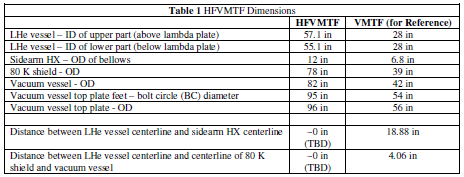 Table 1 HFVMTF Dimensions
HFVMTF VMTF (for Reference)
LHe vessel – ID of upper part (above lambda plate) 57.1 in 28 in
LHe vessel – ID of lower part (below lambda plate) 55.1 in 28 in
Sidearm HX – OD of bellows 12 in 6.8 in
80 K shield - OD 78 in 39 in
Vacuum vessel - OD 82 in 42 in
Vacuum vessel top plate feet – bolt circle (BC) diameter 95 in 54 in
Vacuum vessel top plate - OD 96 in 56 in
Distance between LHe vessel centerline and sidearm HX centerline ~0 in (TBD) 18.88 in
Distance between LHe vessel centerline and centerline of 80 K shield and vacuum vessel ~0 in (TBD) 4.06 in